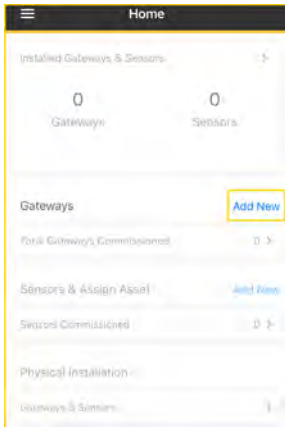 Home
Installed Gateways & Sensors
0
0
Gateways
Sensors
Gateways
Add New
Total Gateways Commissioned
0
Sensors & Assign Asset
Add New
Sensors Commissioned
0
Physical Installation
Gateways & Sensors